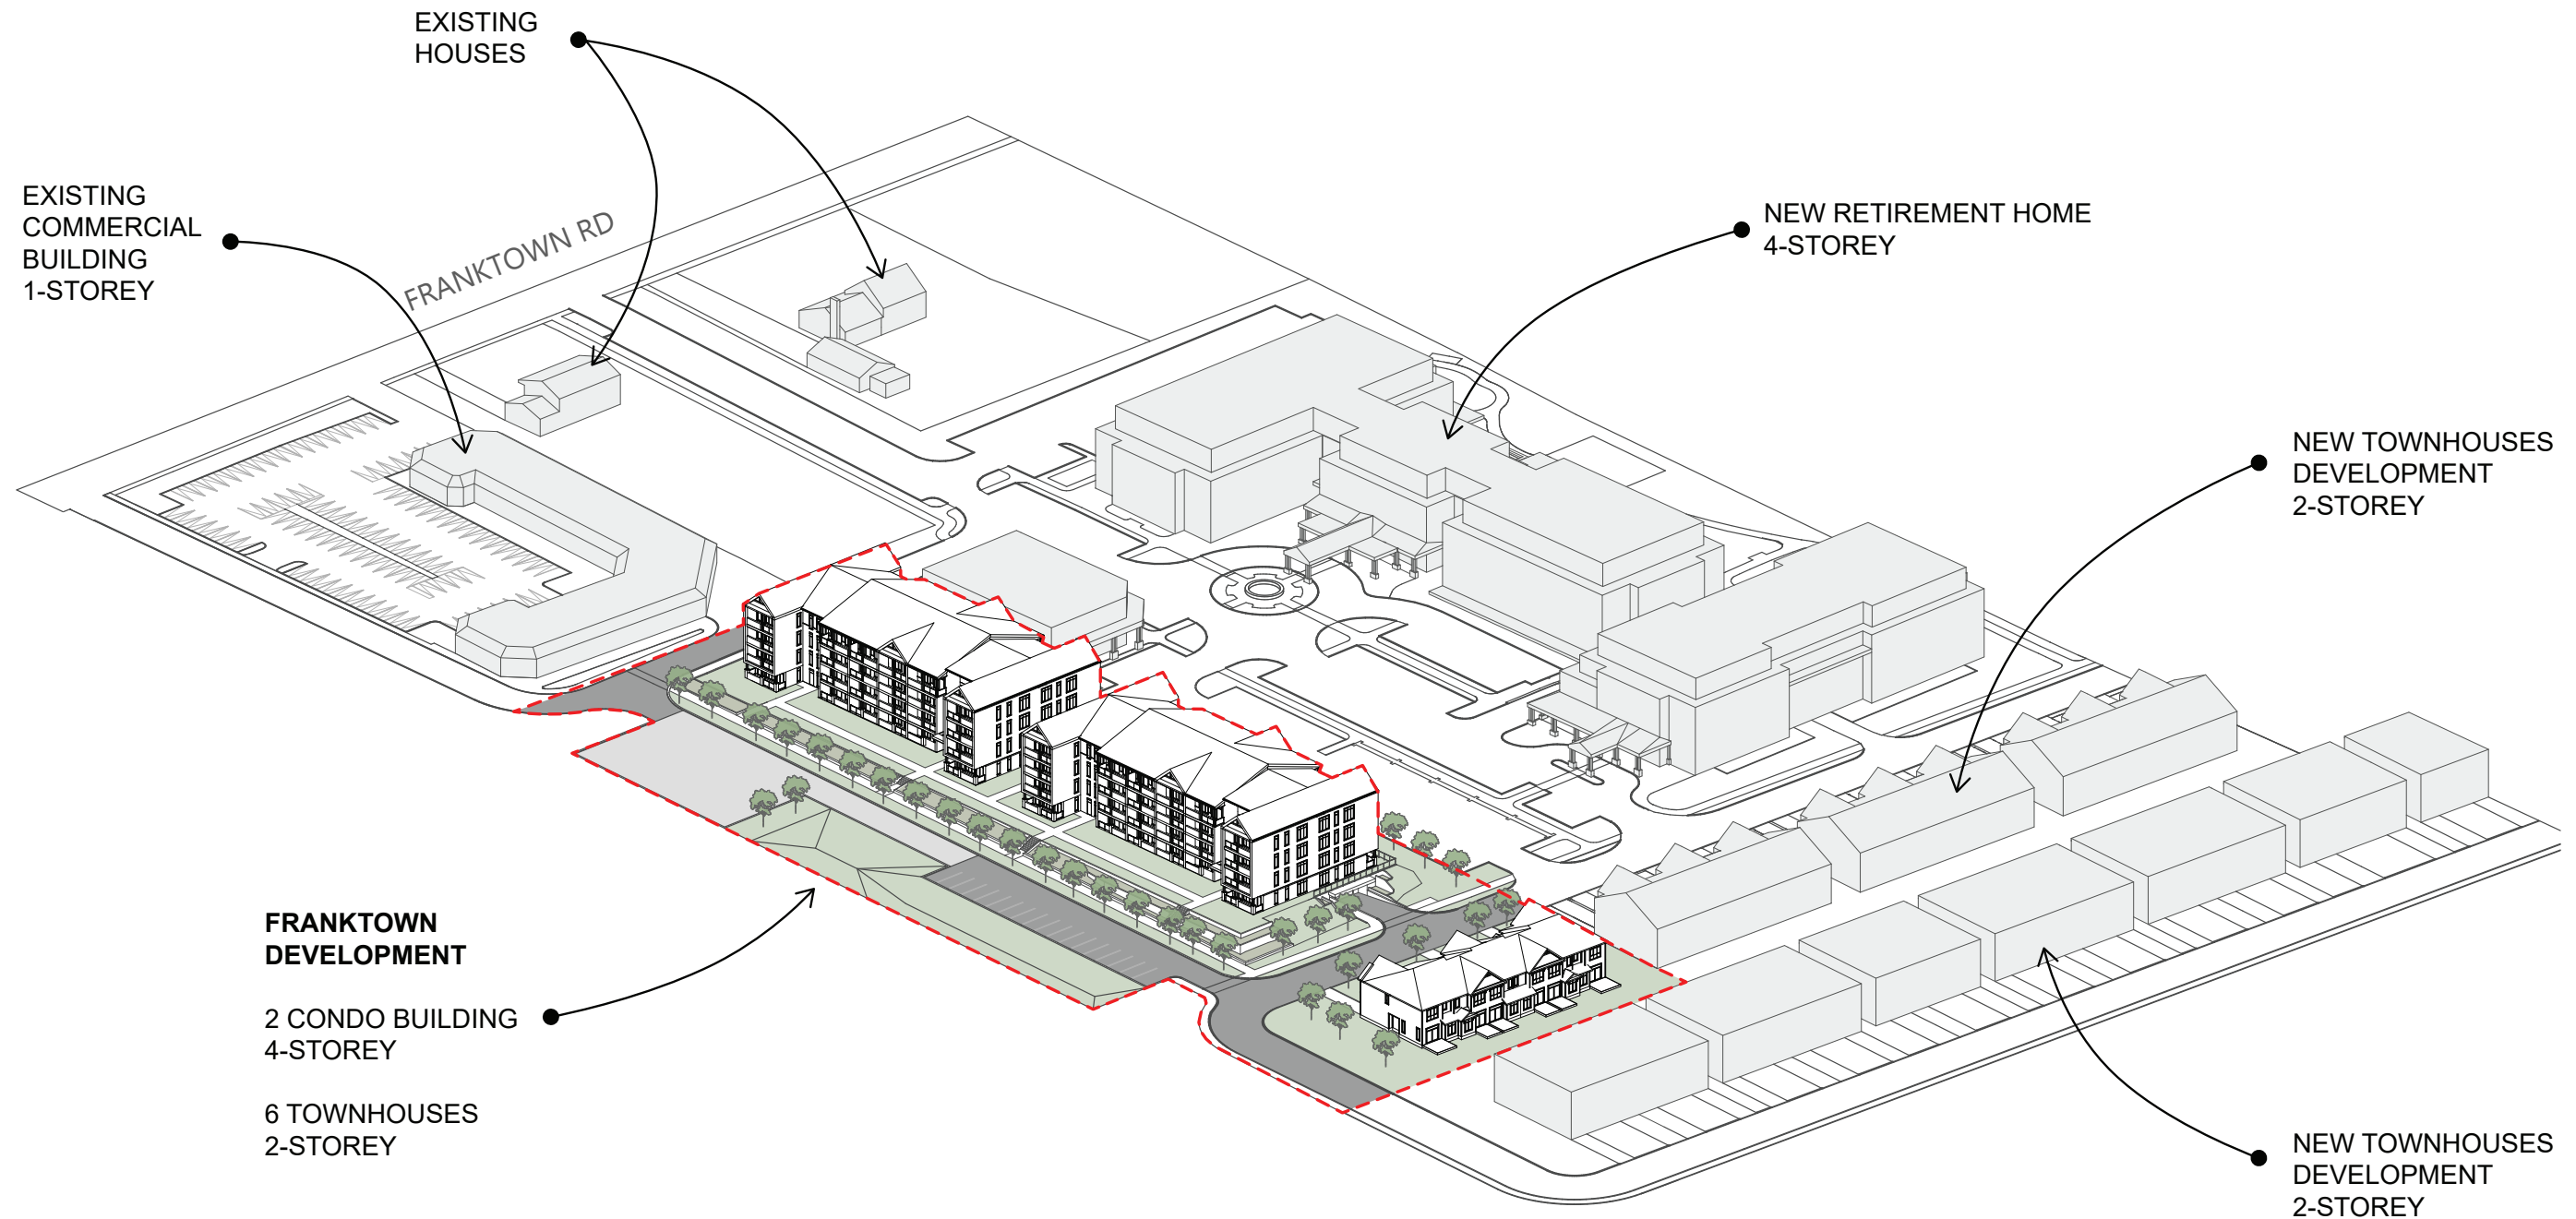 EXISTING
HOUSES
EXISTING
COMMERCIAL
BUILDING
1-STOREY
FRANKTOWN RD
NEW RETIREMENT HOME
4-STOREY
NEW TOWNHOUSES
DEVELOPMENT
2-STOREY
FRANKTOWN
DEVELOPMENT
2 CONDO BUILDING
4-STOREY
6 TOWNHOUSES
2-STOREY
NEW TOWNHOUSES
DEVELOPMENT
2-STOREY